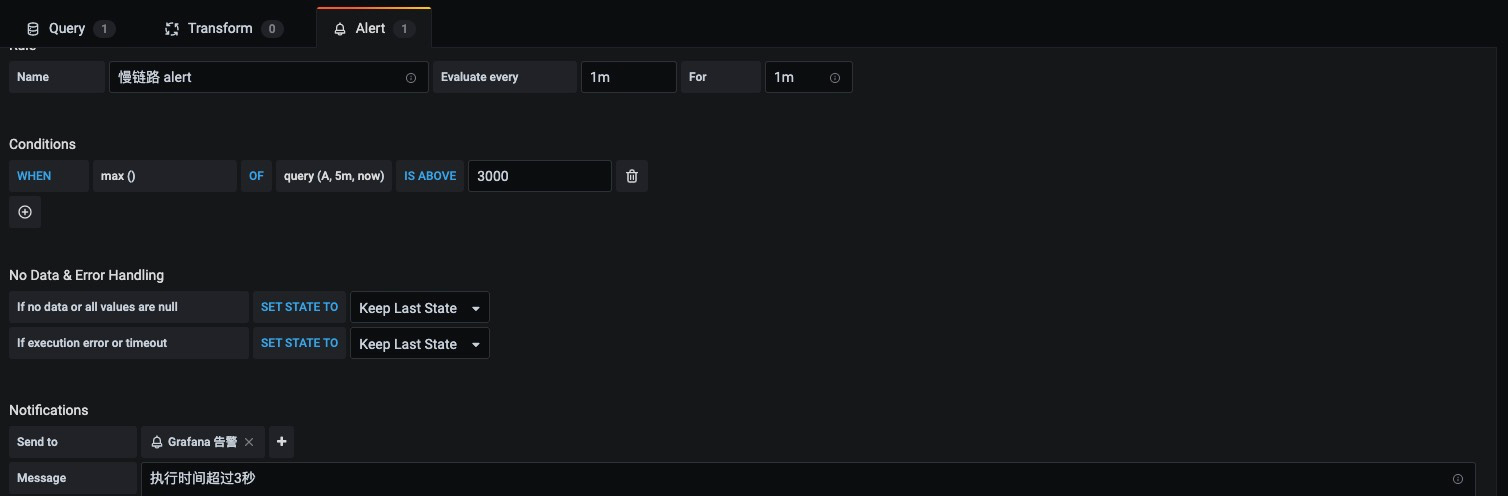 Query 1 Transform 0 Alert 1
Rule
Name 慢链路 alert Evaluate every 1m For 1m
Conditions
WHEN max () OF query (A, 5m, now) IS ABOVE 3000
No Data & Error Handling
If no data or all values are null SET STATE TO Keep Last State
If execution error or timeout SET STATE TO Keep Last State
Notifications
Send to Grafana 告警
Message 执行时间超过3秒